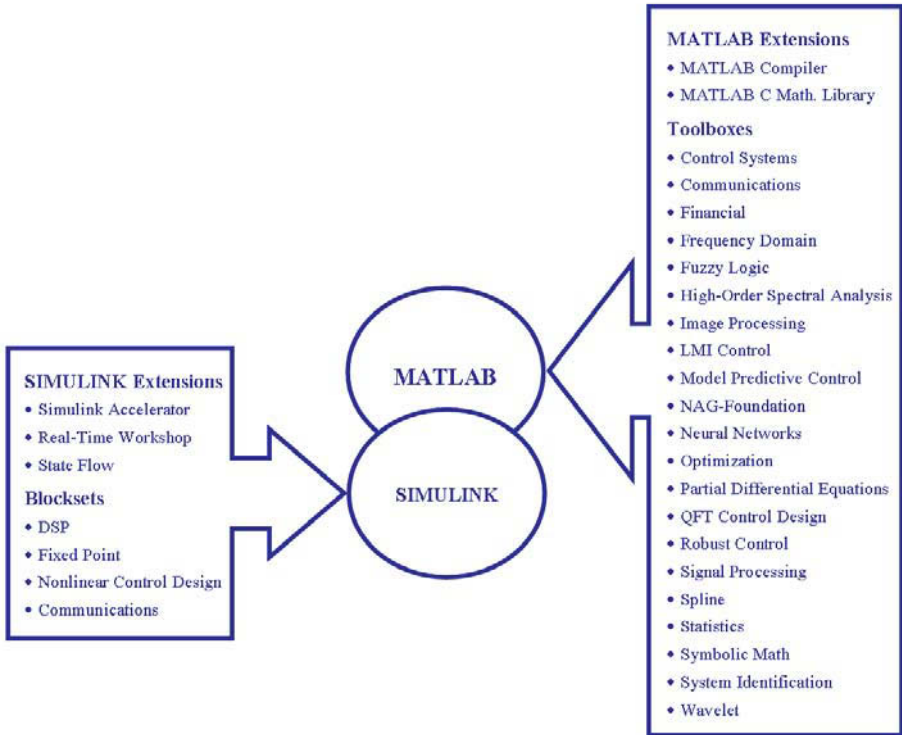 SIMULINK Extensions
• Simulink Accelerator
• Real-Time Workshop
• State Flow
Blocksets
• DSP
• Fixed Point
• Nonlinear Control Design
• Communications
MATLAB
SIMULINK
MATLAB Extensions
• MATLAB Compiler
• MATLAB C Math. Library
Toolboxes
• Control Systems
• Communications
• Financial
• Frequency Domain
• Fuzzy Logic
• High-Order Spectral Analysis
• Image Processing
• LMI Control
• Model Predictive Control
• NAG-Foundation
• Neural Networks
• Optimization
• Partial Differential Equations
• QFT Control Design
• Robust Control
• Signal Processing
• Spline
• Statistics
• Symbolic Math
• System Identification
• Wavelet